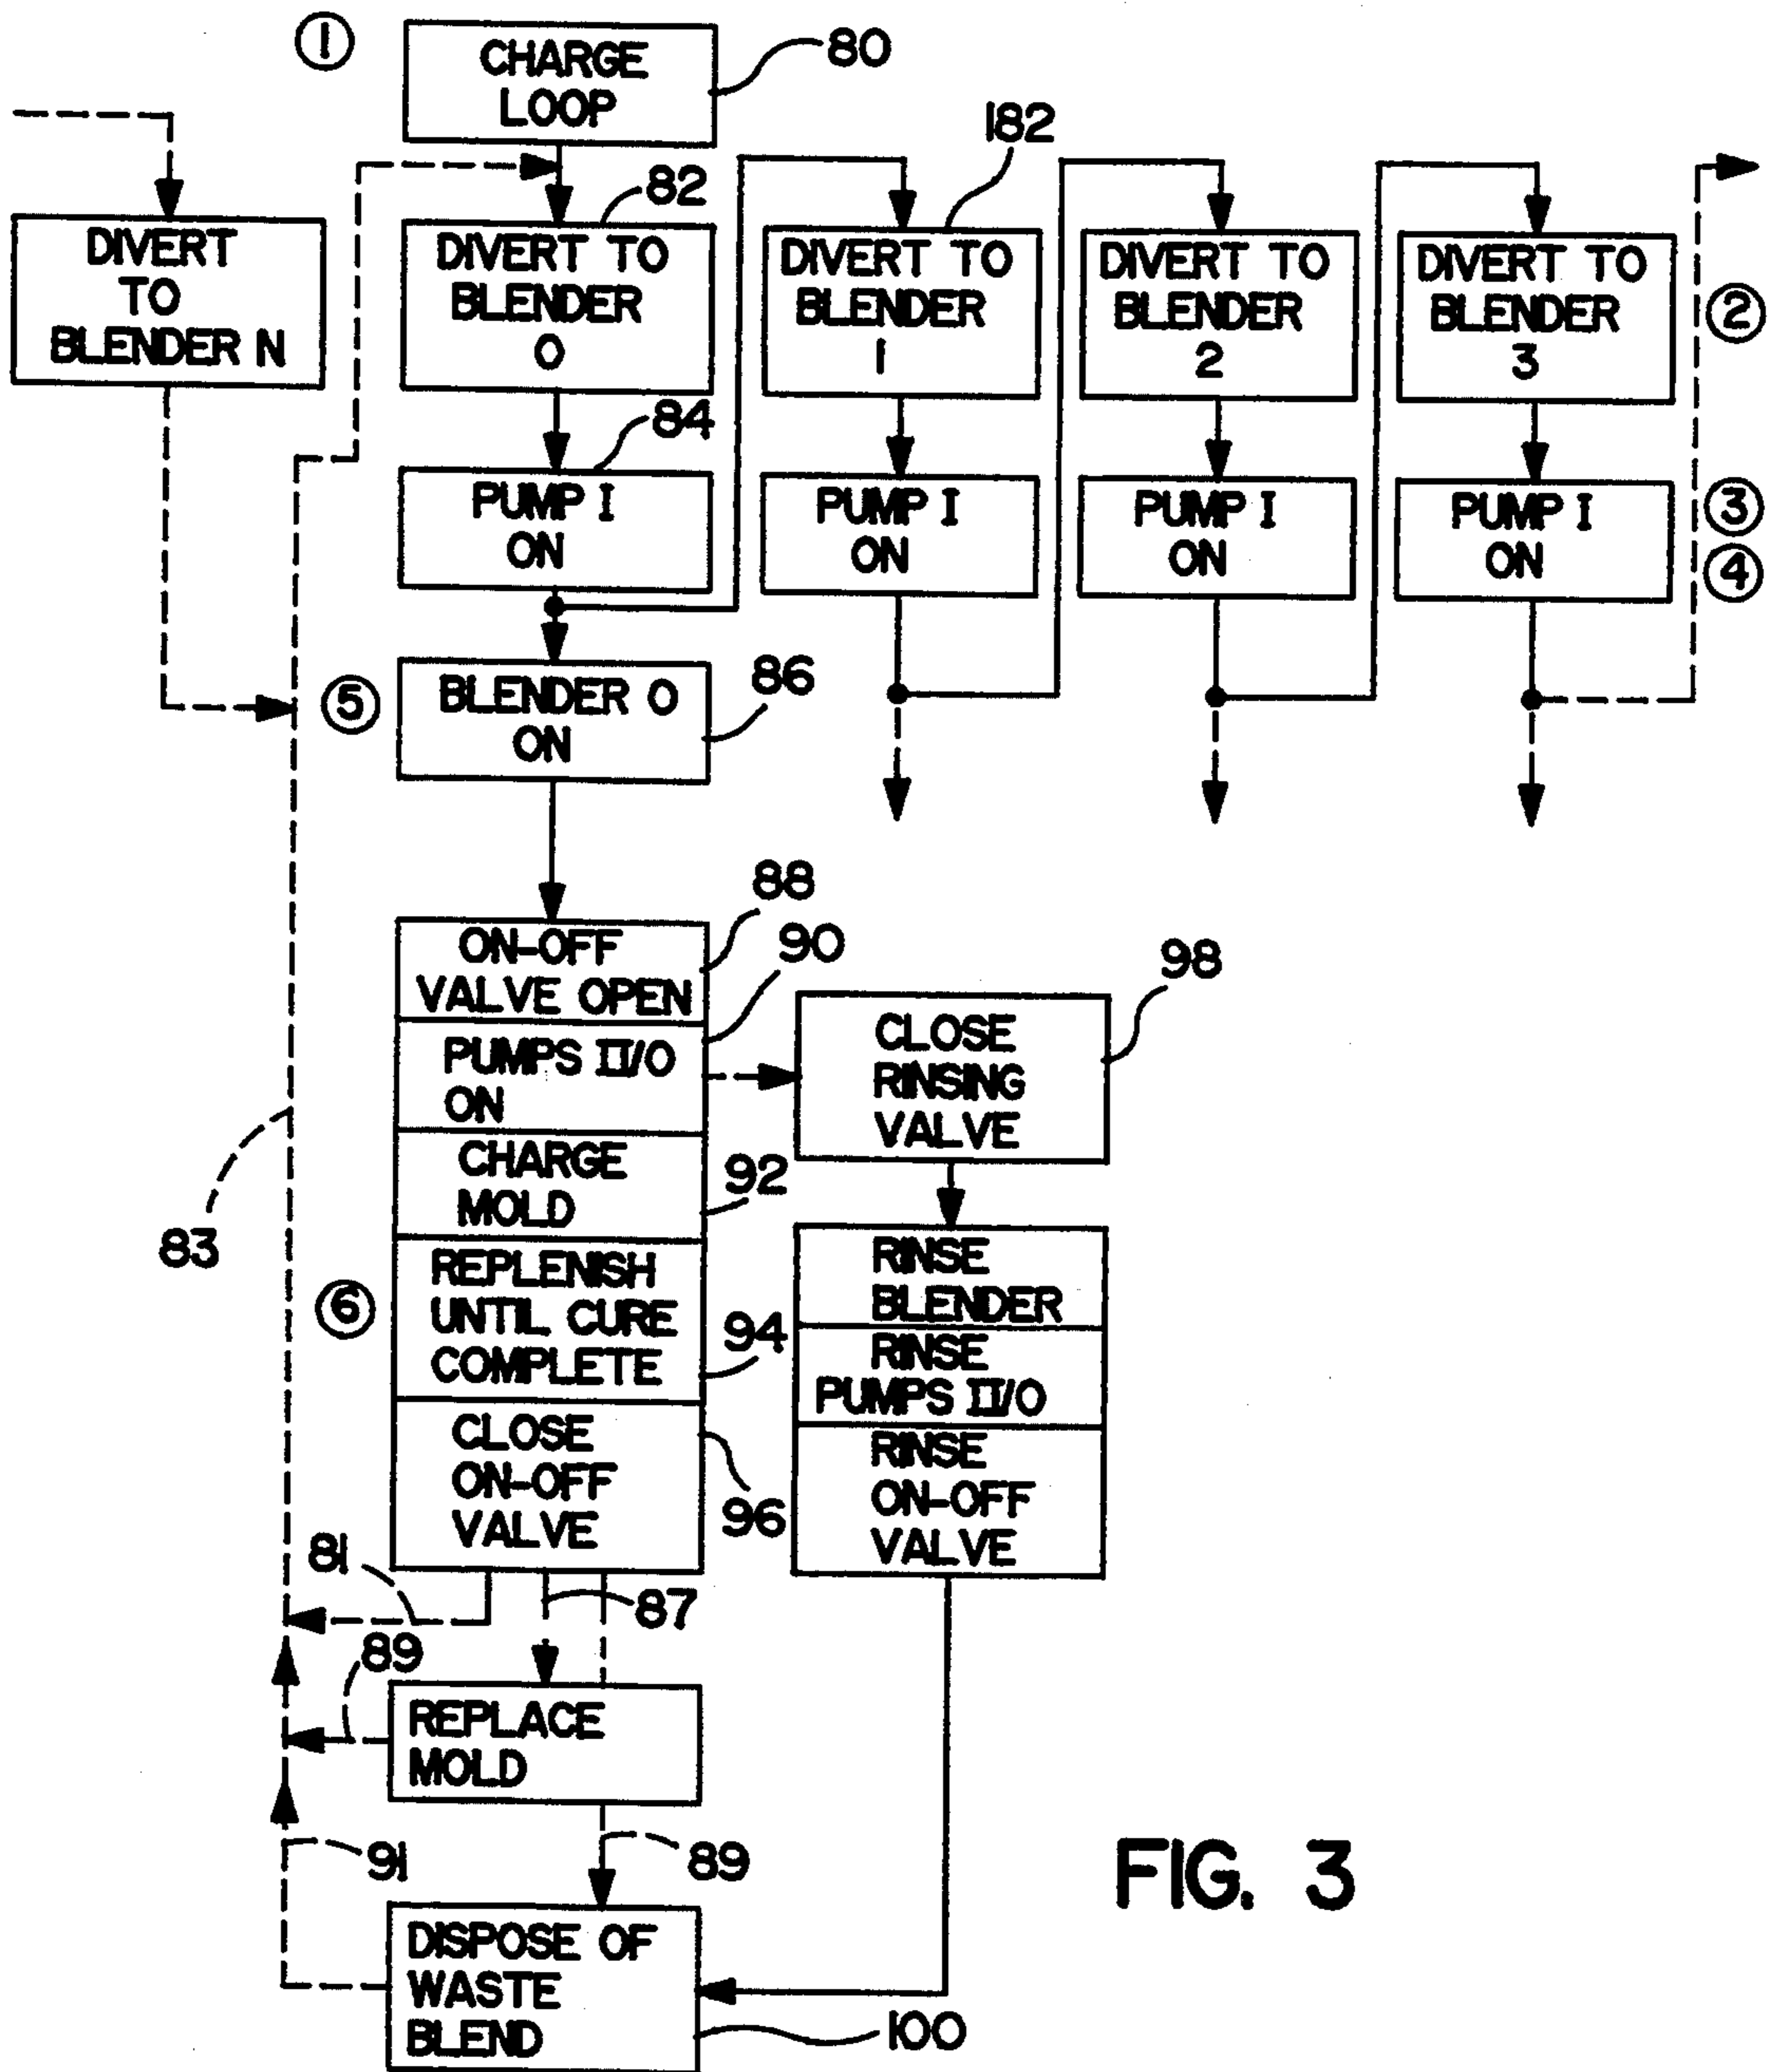 ①
CHARGE
LOOP
80
DIVERT
TO
BLENDER N
82
DIVERT TO
BLENDER
0
182
DIVERT TO
BLENDER
1
DIVERT TO
BLENDER
2
DIVERT TO
BLENDER
3
②
84
PUMP I
ON
PUMP I
ON
PUMP I
ON
PUMP I
ON
③
④
⑤
BLENDER 0
ON
86
88
ON-OFF
VALVE OPEN
90
PUMPS II/0
ON
98
CLOSE
RINSING
VALVE
CHARGE
MOLD
92
83
⑥
REPLENISH
UNTIL CURE
COMPLETE
94
RINSE
BLENDER
RINSE
PUMPS II/0
CLOSE
ON-OFF
VALVE
96
RINSE
ON-OFF
VALVE
81
87
89
REPLACE
MOLD
91
89
DISPOSE OF
WASTE
BLEND
100
FIG. 3